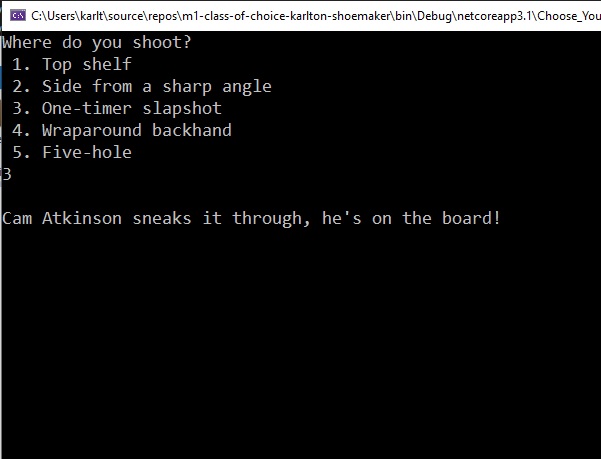 C:\Users\karlt\source\repos\m1-class-of-choice-karlton-shoemaker\bin\Debug\netcoreapp3.1\Choose_You
Where do you shoot?
1. Top shelf
2. Side from a sharp angle
3. One-timer slapshot
4. Wraparound backhand
5. Five-hole
3
Cam Atkinson sneaks it through, he's on the board!